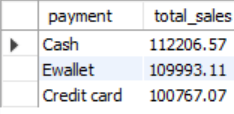 payment total_sales
Cash 112206.57
Ewallet 109993.11
Credit card 100767.07